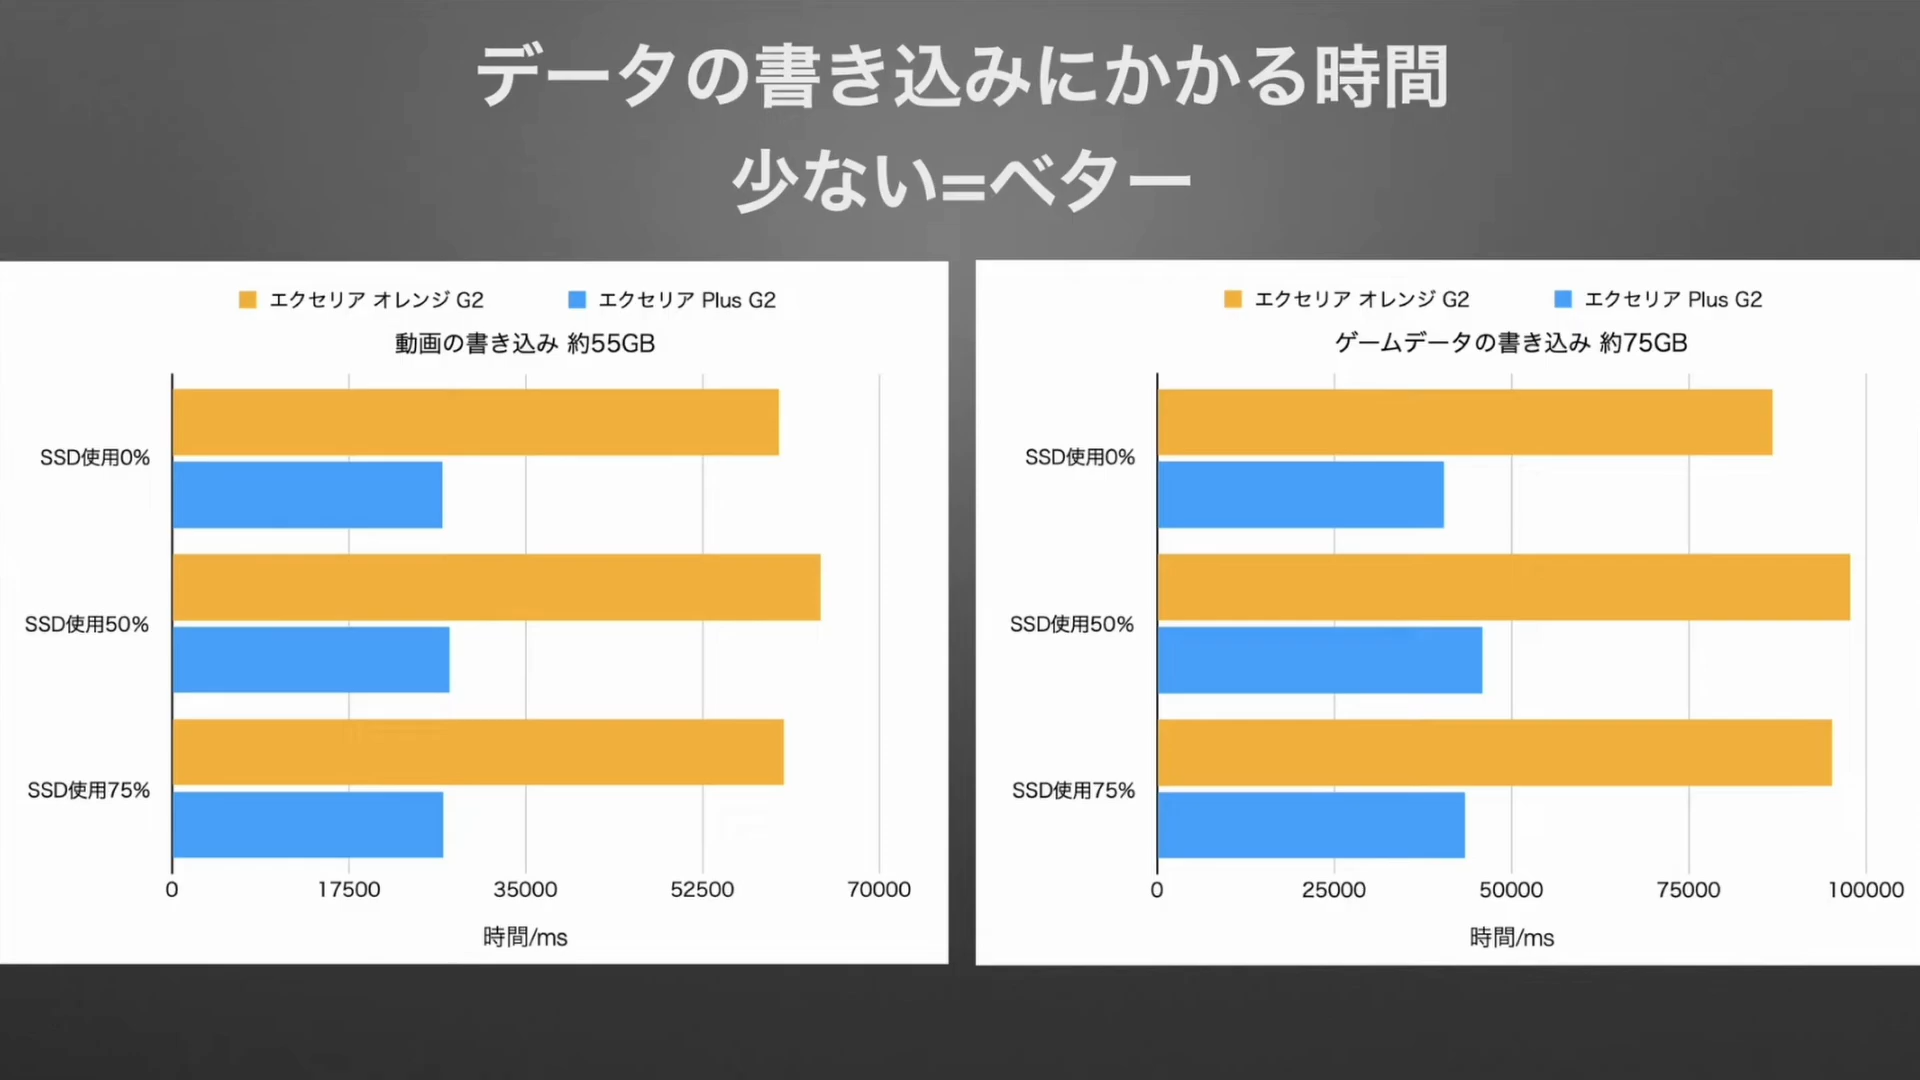 データの書き込みにかかる時間
少ない=ベター
エクセリア オレンジ G2 エクセリア Plus G2
動画の書き込み 約55GB
SSD使用0%
SSD使用50%
SSD使用75%
0 17500 35000 52500 70000
時間/ms
エクセリア オレンジ G2 エクセリア Plus G2
ゲームデータの書き込み 約75GB
SSD使用0%
SSD使用50%
SSD使用75%
0 25000 50000 75000 100000
時間/ms